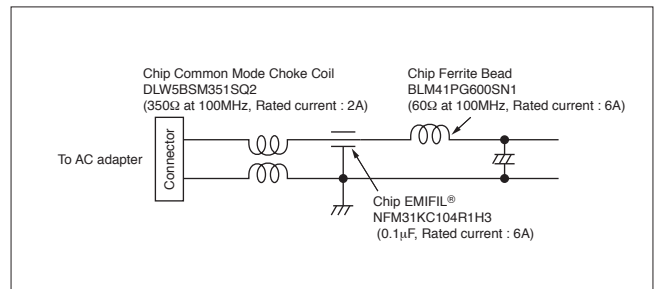 Chip Common Mode Choke Coil
DLW5BSM351SQ2
(350Ω at 100MHz, Rated current : 2A)
Chip Ferrite Bead
BLM41PG600SN1
(60Ω at 100MHz, Rated current : 6A)
To AC adapter
Connector
Chip EMIFIL®
NFM31KC104R1H3
(0.1μF, Rated current : 6A)